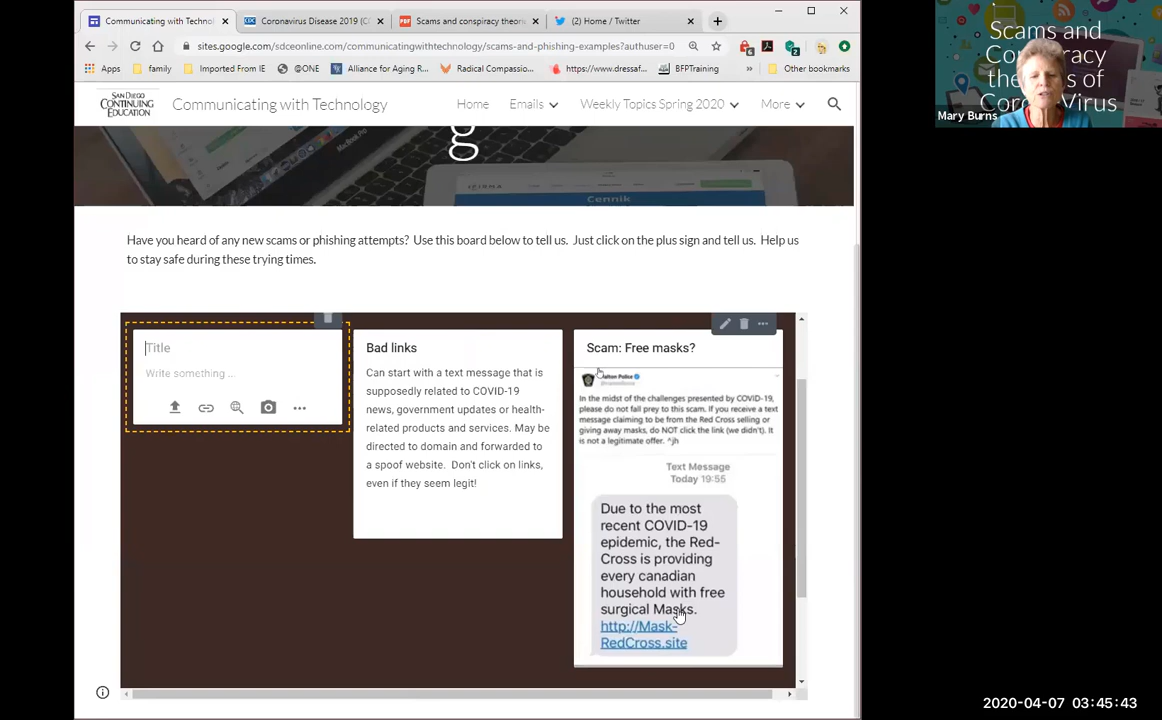 Communicating with Technol
Coronavirus Disease 2019 (C
Scams and conspiracy theori
(2) Home / Twitter
sites.google.com/sdceonline.com/communicatingwithtechnology/scams-and-phishing-examples?authuser=0
Apps
family
Imported From IE
@ONE
Alliance for Aging R...
Radical Compassio...
https://www.dressaf...
BFPTraining
»
Other bookmarks
SAN DIEGO
CONTINUING
EDUCATION
Communicating with Technology
Home
Emails
Weekly Topics Spring 2020
More
g
Cennik
Have you heard of any new scams or phishing attempts? Use this board below to tell us. Just click on the plus sign and tell us. Help us
to stay safe during these trying times.
Title
Write something ...
Bad links
Can start with a text message that is
supposedly related to COVID-19
news, government updates or health-
related products and services. May be
directed to domain and forwarded to
a spoof website. Don't click on links,
even if they seem legit!
Scam: Free masks?
alton Police
In the midst of the challenges presented by COVID-19,
please do not fall prey to this scam. If you receive a text
message claiming to be from the Red Cross selling or
giving away masks, do NOT click the link (we didn't). It
is not a legitimate offer. ^jh
Text Message
Today 19:55
Due to the most
recent COVID-19
epidemic, the Red-
Cross is providing
every canadian
household with free
surgical Masks.
http://Mask-
RedCross.site
Scams and
Conspiracy
the s of
Co Virus
Mary Burns
2020-04-07 03:45:43